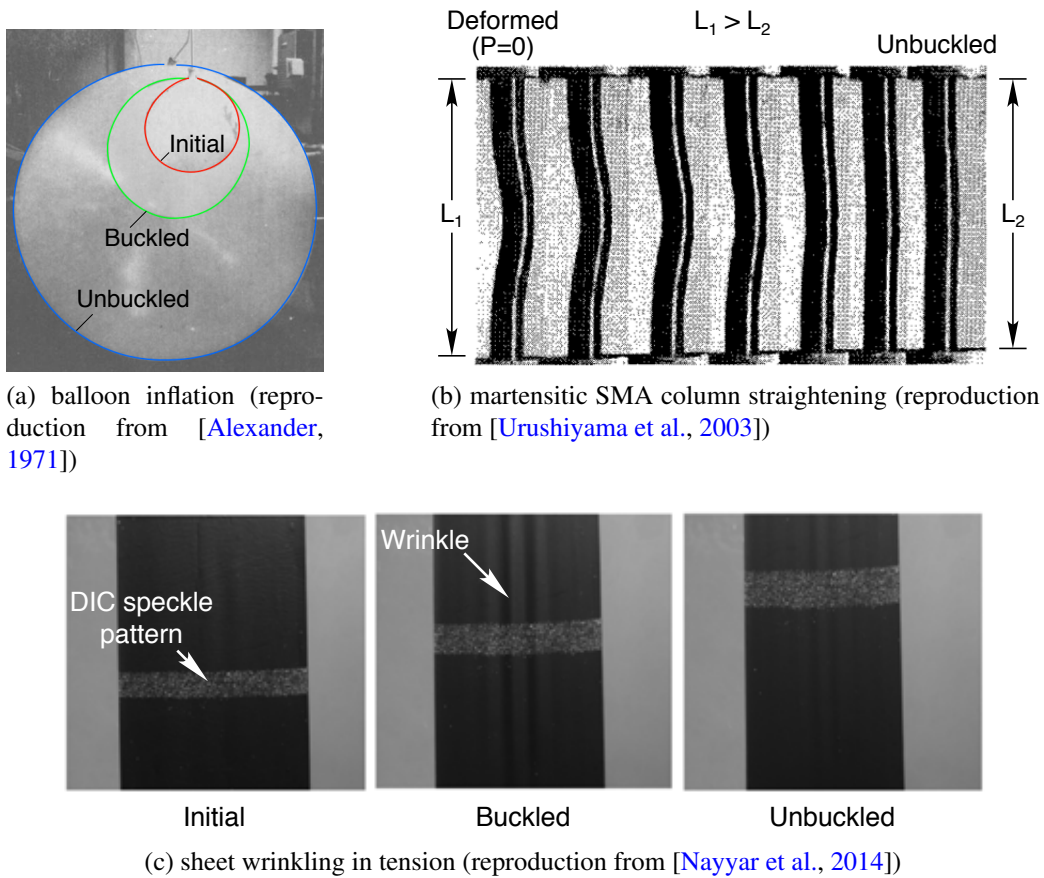 Initial
Buckled
Unbuckled
(a) balloon inflation (repro-
duction from [Alexander,
1971])
Deformed
(P=0)
L₁ > L₂
Unbuckled
L₁
L₂
(b) martensitic SMA column straightening (reproduction
from [Urushiyama et al., 2003])
DIC speckle
pattern
Wrinkle
Initial
Buckled
Unbuckled
(c) sheet wrinkling in tension (reproduction from [Nayyar et al., 2014])